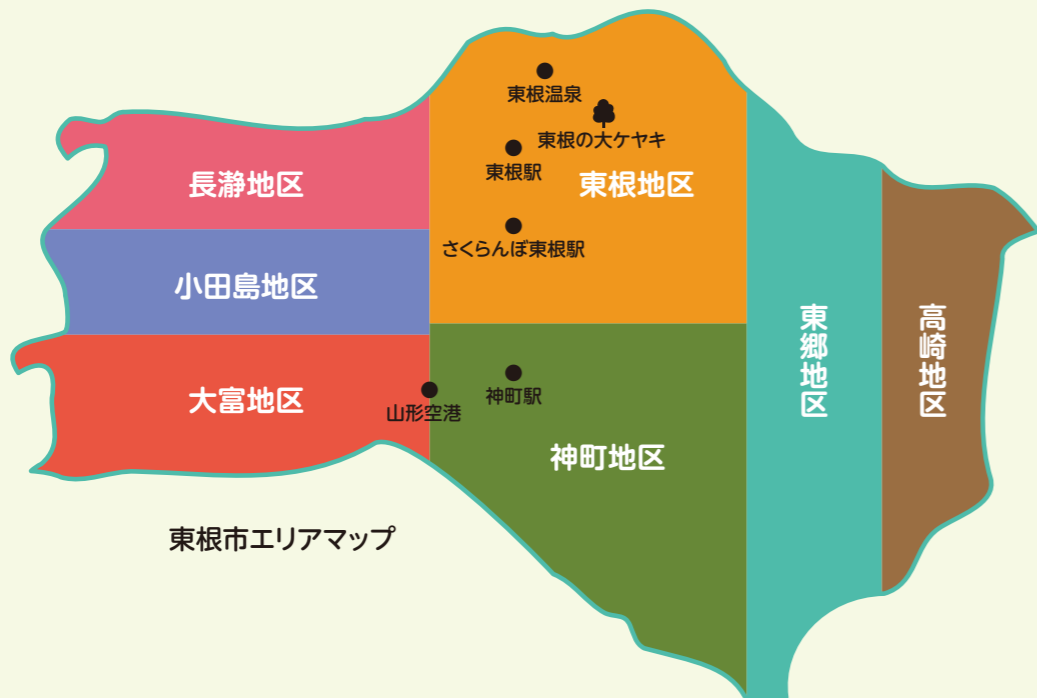 東根温泉
東根の大ケヤキ
東根駅
長瀞地区
東根地区
さくらんぼ東根駅
小田島地区
東郷地区
高崎地区
大富地区
神町駅
山形空港
神町地区
東根市エリアマップ